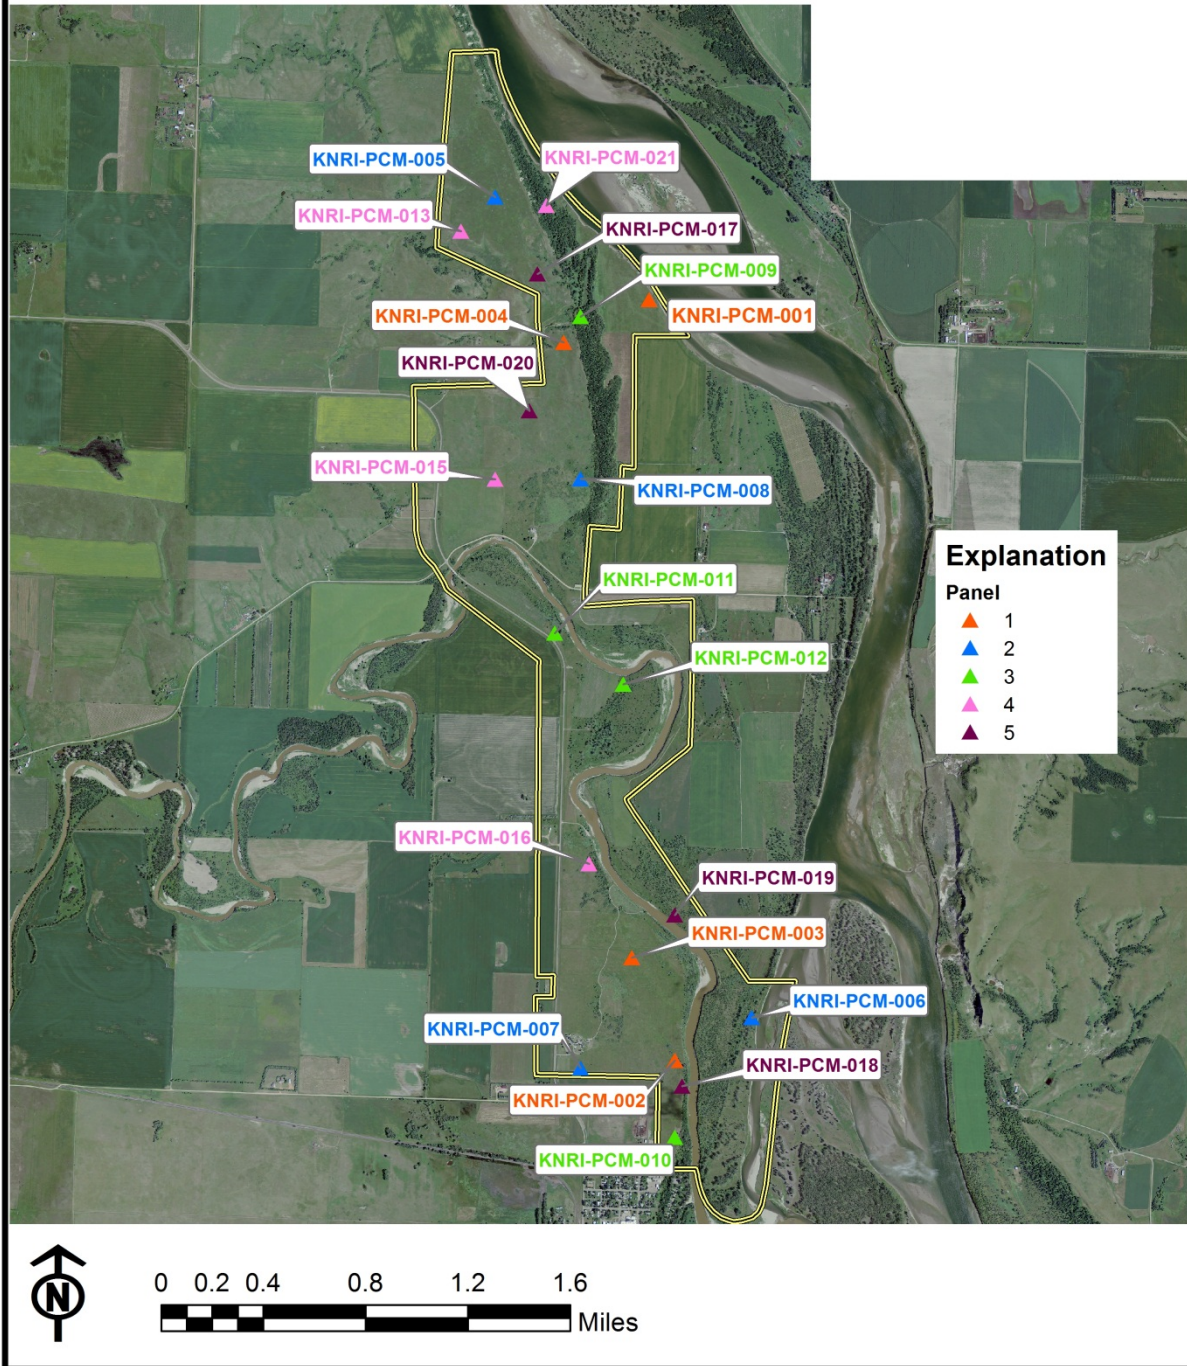 KNRI-PCM-021
KNRI-PCM-005
KNRI-PCM-013
KNRI-PCM-017
KNRI-PCM-009
KNRI-PCM-004
KNRI-PCM-001
KNRI-PCM-020
KNRI-PCM-015
KNRI-PCM-008
Explanation
Panel
1
2
3
4
5
KNRI-PCM-011
KNRI-PCM-012
KNRI-PCM-016
KNRI-PCM-019
KNRI-PCM-003
KNRI-PCM-006
KNRI-PCM-007
KNRI-PCM-018
KNRI-PCM-002
KNRI-PCM-010
N
0 0.2 0.4 0.8 1.2 1.6
Miles